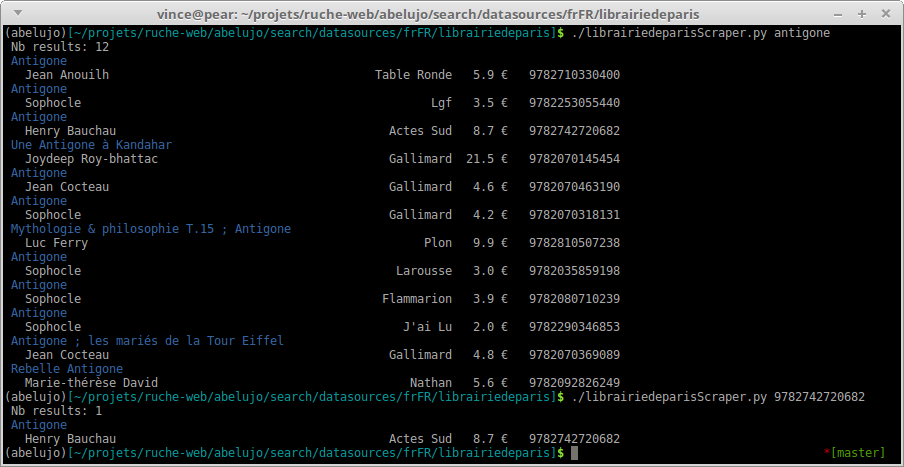 vince@pear: ~/projets/ruche-web/abelujo/search/datasources/frFR/librairiedeparis
(abelujo)[~/projets/ruche-web/abelujo/search/datasources/frFR/librairiedeparis]$ ./librairiedeparisScraper.py antigone
Nb results: 12
Antigone
Jean Anouilh Table Ronde 5.9 € 9782710330400
Antigone
Sophocle Lgf 3.5 € 9782253055440
Antigone
Henry Bauchau Actes Sud 8.7 € 9782742720682
Une Antigone à Kandahar
Joydeep Roy-bhattac Gallimard 21.5 € 9782070145454
Antigone
Jean Cocteau Gallimard 4.6 € 9782070463190
Antigone
Sophocle Gallimard 4.2 € 9782070318131
Mythologie & philosophie T.15 ; Antigone
Luc Ferry Plon 9.9 € 9782810507238
Antigone
Sophocle Larousse 3.0 € 9782035859198
Antigone
Sophocle Flammarion 3.9 € 9782080710239
Antigone
Sophocle J'ai Lu 2.0 € 9782290346853
Antigone ; les mariés de la Tour Eiffel
Jean Cocteau Gallimard 4.8 € 9782070369089
Rebelle Antigone
Marie-thérèse David Nathan 5.6 € 9782092826249
(abelujo)[~/projets/ruche-web/abelujo/search/datasources/frFR/librairiedeparis]$ ./librairiedeparisScraper.py 9782742720682
Nb results: 1
Antigone
Henry Bauchau Actes Sud 8.7 € 9782742720682
(abelujo)[~/projets/ruche-web/abelujo/search/datasources/frFR/librairiedeparis]$ *[master]